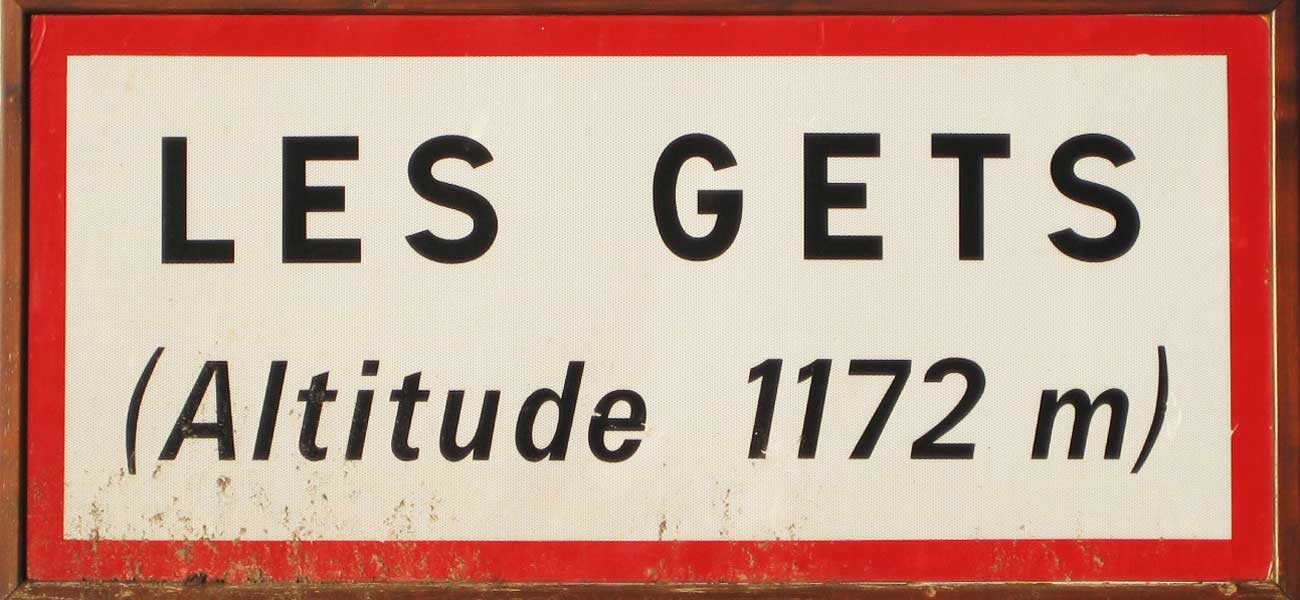 LES GETS
(Altitude 1172 m)